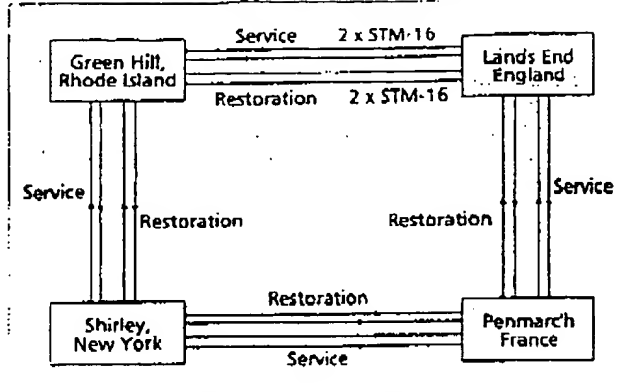 Service 2 x STM-16
Green Hill,
Rhode Island
Lands End
England
Restoration 2 x STM-16
Service
Restoration
Restoration
Service
Restoration
Shirley,
New York
Penmarc'h
France
Service